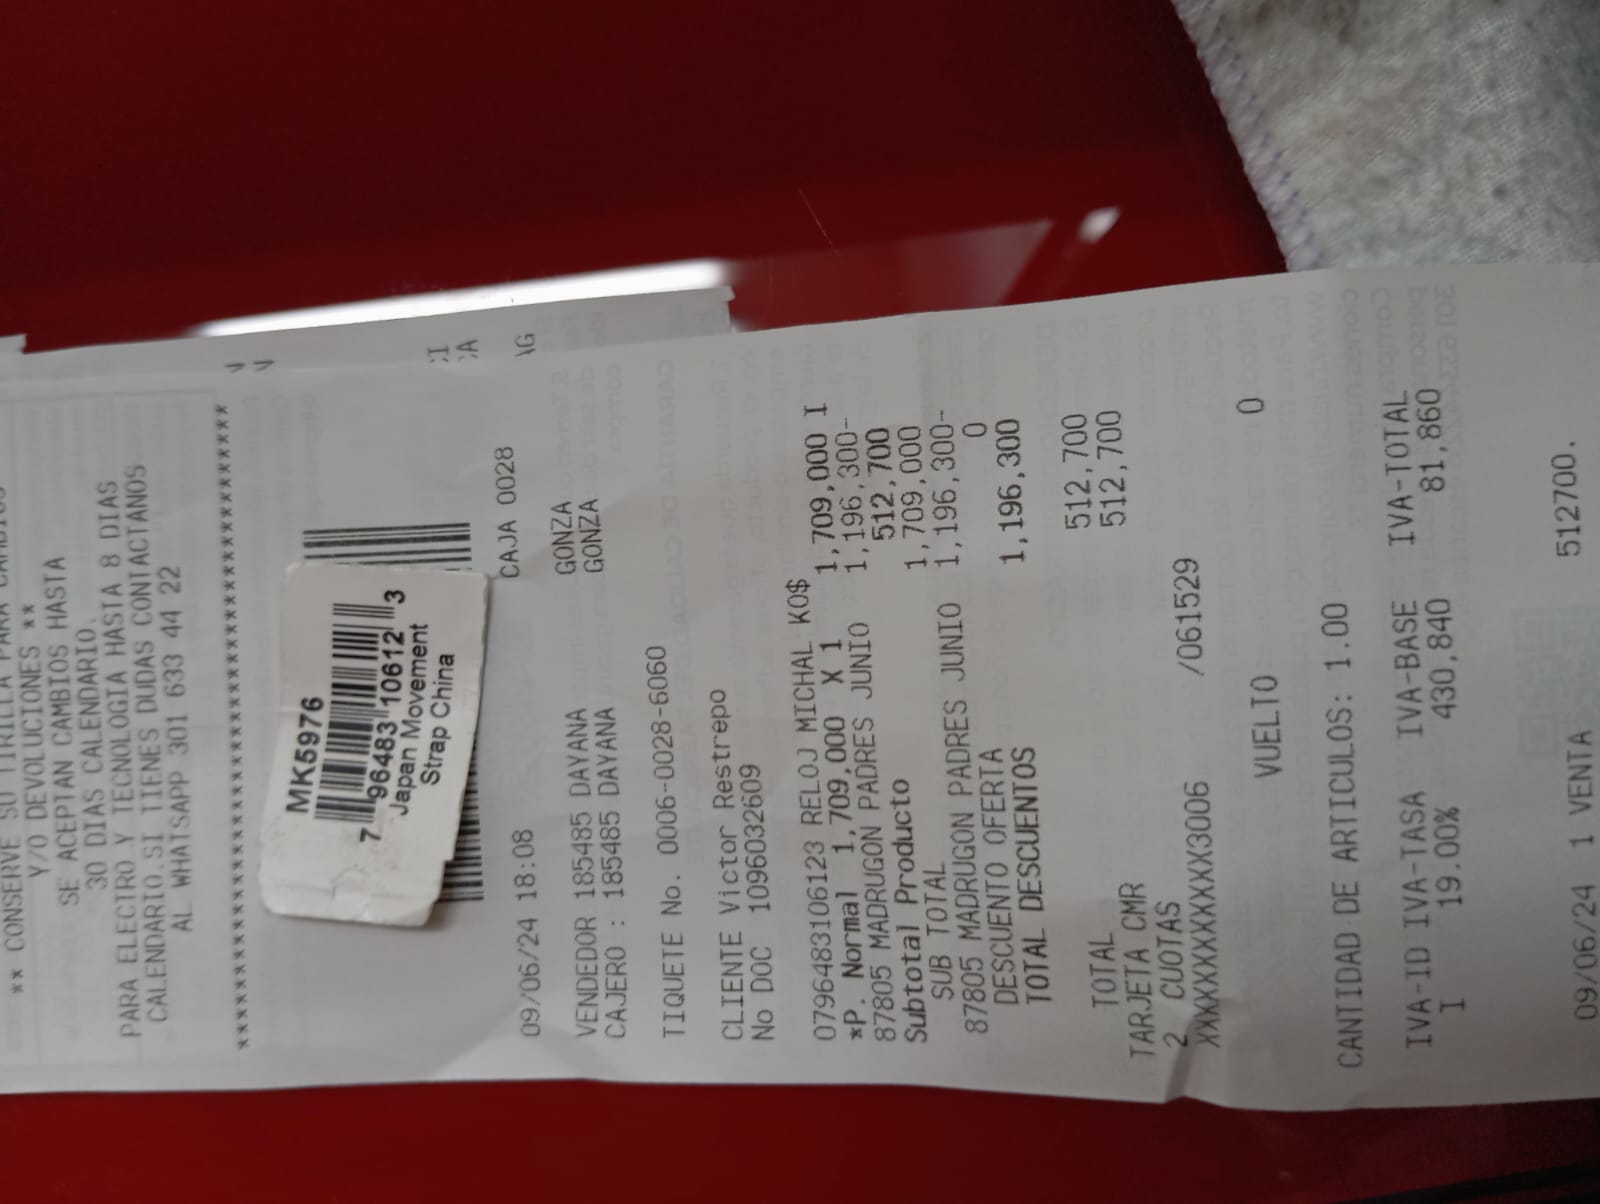 ** CONSERVE SU TIRILLA PARA CAMBIOS
Y/O DEVOLUCIONES **
SE ACEPTAN CAMBIOS HASTA
30 DIAS CALENDARIO.
PARA ELECTRO Y TECNOLOGIA HASTA 8 DIAS
CALENDARIO.SI TIENES DUDAS CONTACTANOS
AL WHATSAPP 301 633 44 22
****************************************
MK5976
7 96483 10612 3
Japan Movement
Strap China
09/06/24 18:08 CAJA 0028
VENDEDOR 185485 DAYANA GONZA
CAJERO : 185485 DAYANA GONZA
TIQUETE No. 0006-0028-6060
CLIENTE Victor Restrepo
No DOC 1096032609
0796483106123 RELOJ MICHAL KO$
*P. Normal 1,709,000 X 1 1,709,000 I
87805 MADRUGON PADRES JUNIO 1,196,300-
Subtotal Producto 512,700
SUB TOTAL 1,709,000
87805 MADRUGON PADRES JUNIO 1,196,300-
DESCUENTO OFERTA 0
TOTAL DESCUENTOS 1,196,300
TOTAL 512,700
TARJETA CMR 512,700
2 CUOTAS
XXXXXXXXXXXX3006 /061529
VUELTO 0
CANTIDAD DE ARTICULOS: 1.00
IVA-ID IVA-TASA IVA-BASE IVA-TOTAL
I 19.00% 430,840 81,860
09/06/24 1 VENTA 512700.